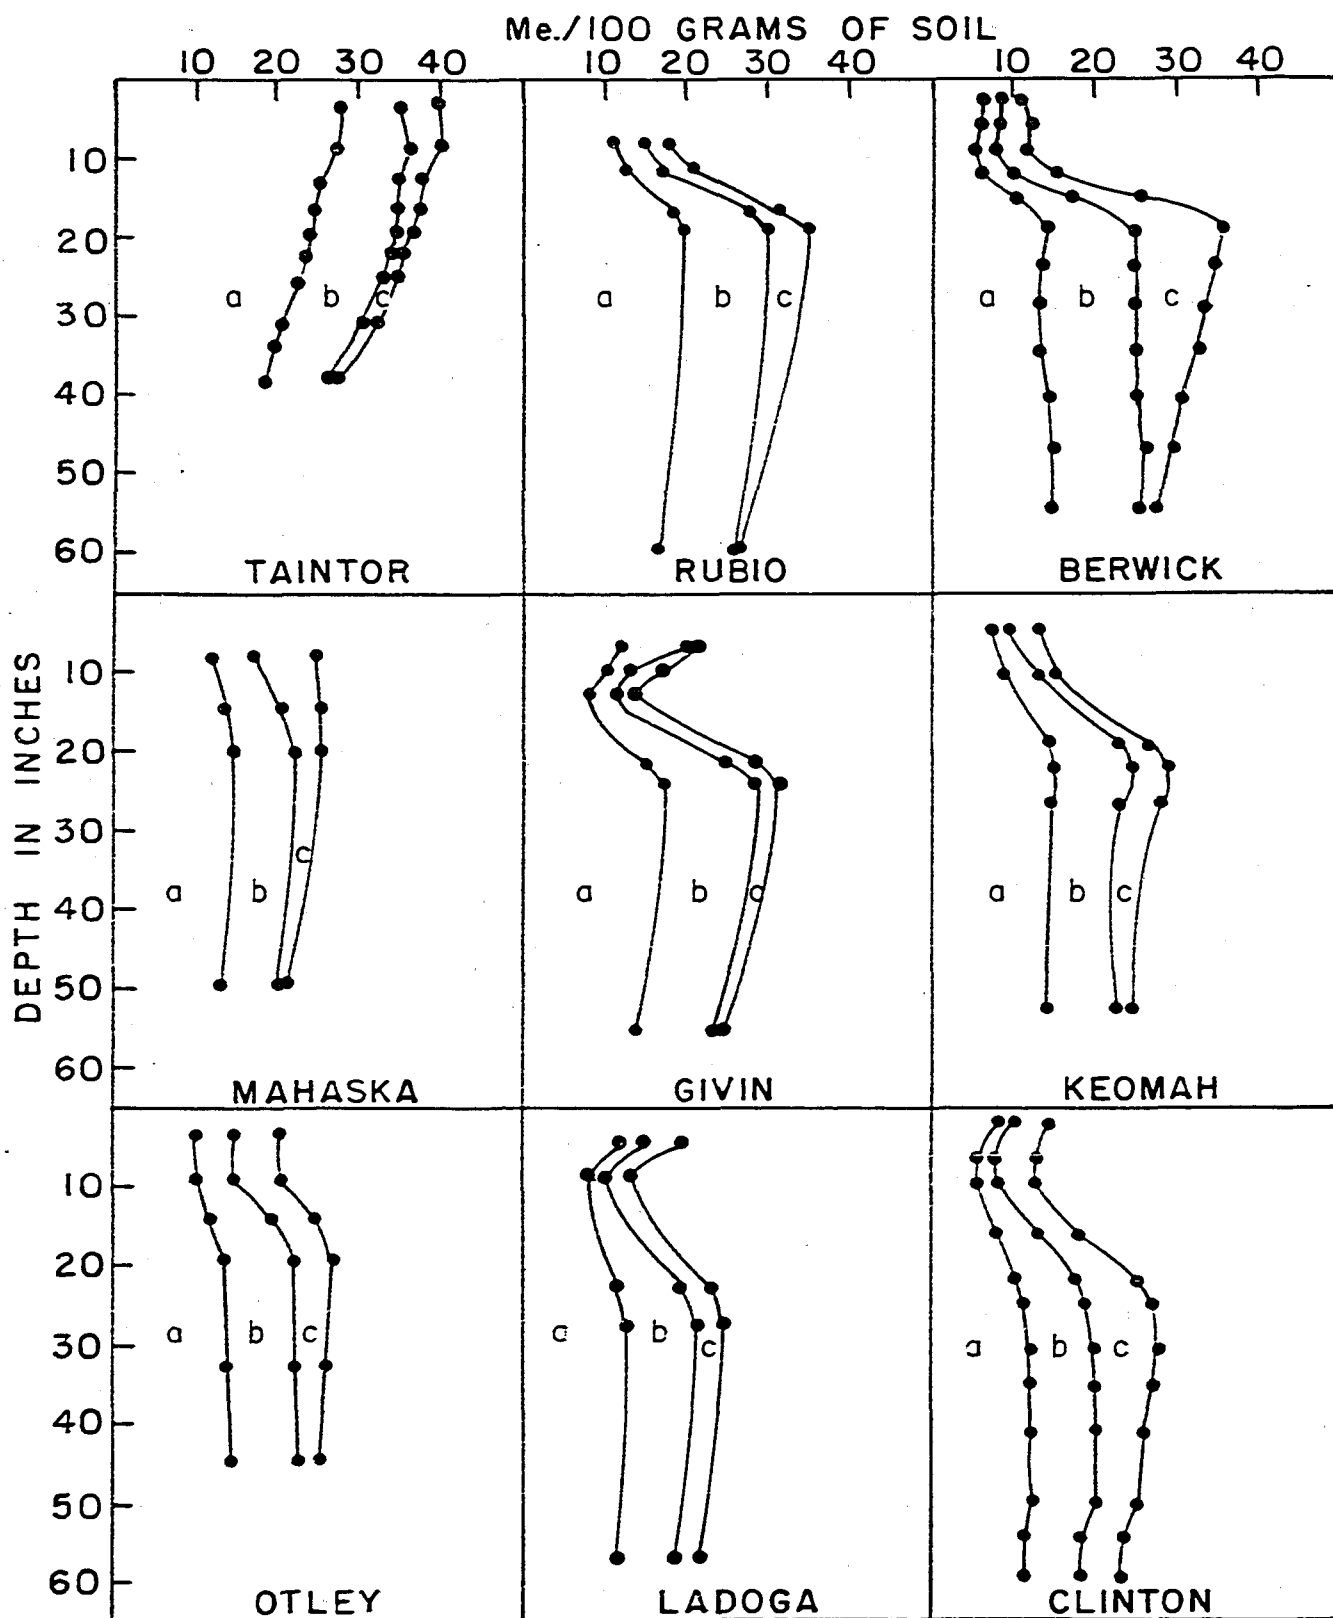 Me./100 GRAMS OF SOIL
10 20 30 40 10 20 30 40 10 20 30 40
10
20
a b c a b c a b c
30
40
50
60
TAINTOR RUBIO BERWICK
DEPTH IN INCHES
10
20
30
c
a b a b c a b c
40
50
60
MAHASKA GIVIN KEOMAH
10
20
a b c a b c a b c
30
40
50
60
OTLEY LADOGA CLINTON